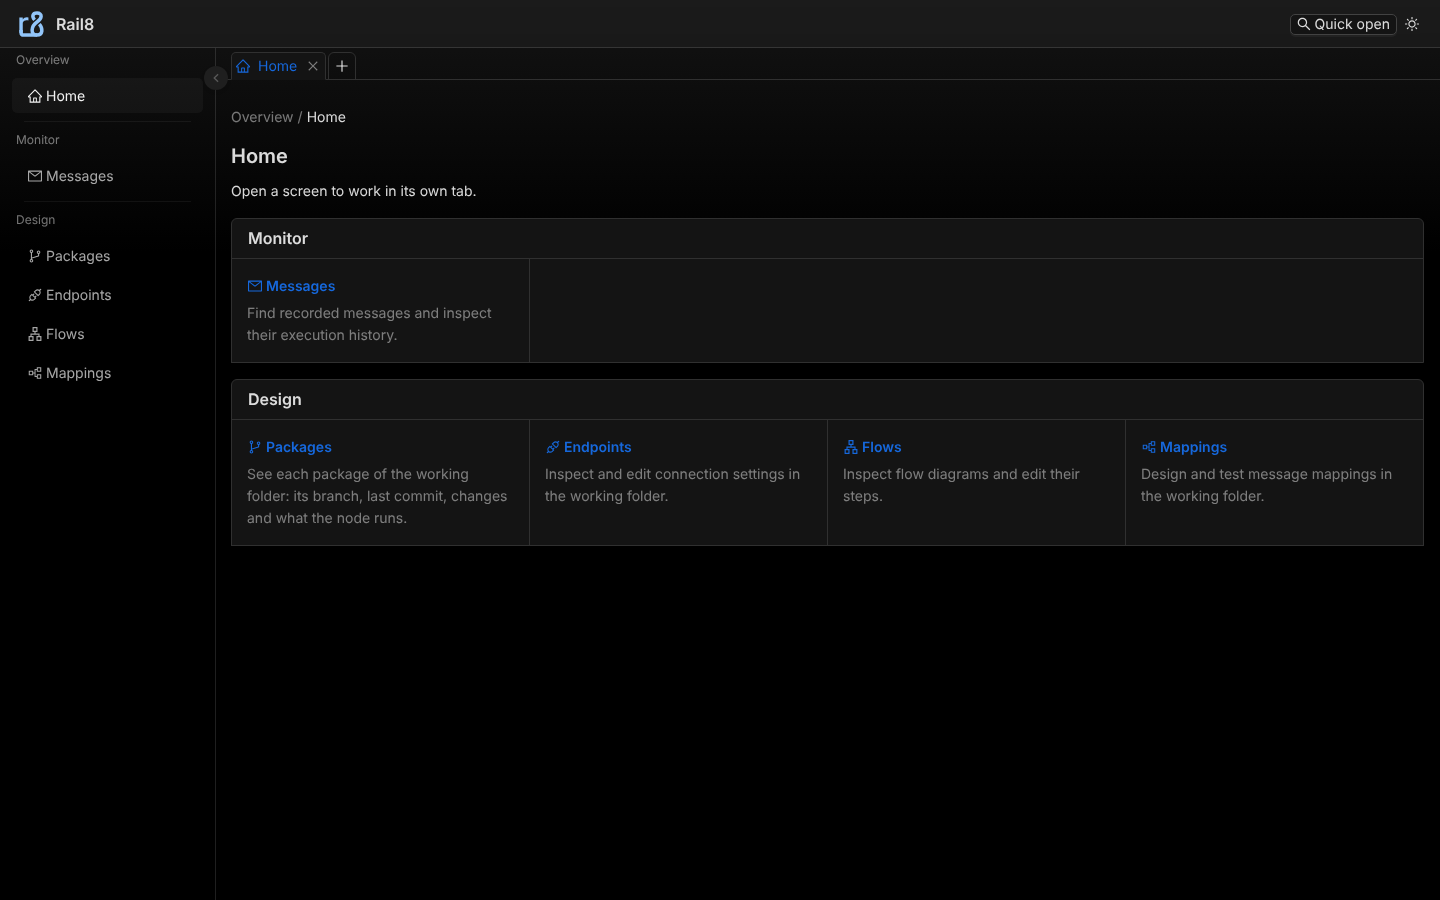 r8 Rail8
Quick open
Overview
Home
Monitor
Messages
Design
Packages
Endpoints
Flows
Mappings
Home
Overview / Home
Home
Open a screen to work in its own tab.
Monitor
Messages
Find recorded messages and inspect
their execution history.
Design
Packages
See each package of the working
folder: its branch, last commit, changes
and what the node runs.
Endpoints
Inspect and edit connection settings in
the working folder.
Flows
Inspect flow diagrams and edit their
steps.
Mappings
Design and test message mappings in
the working folder.